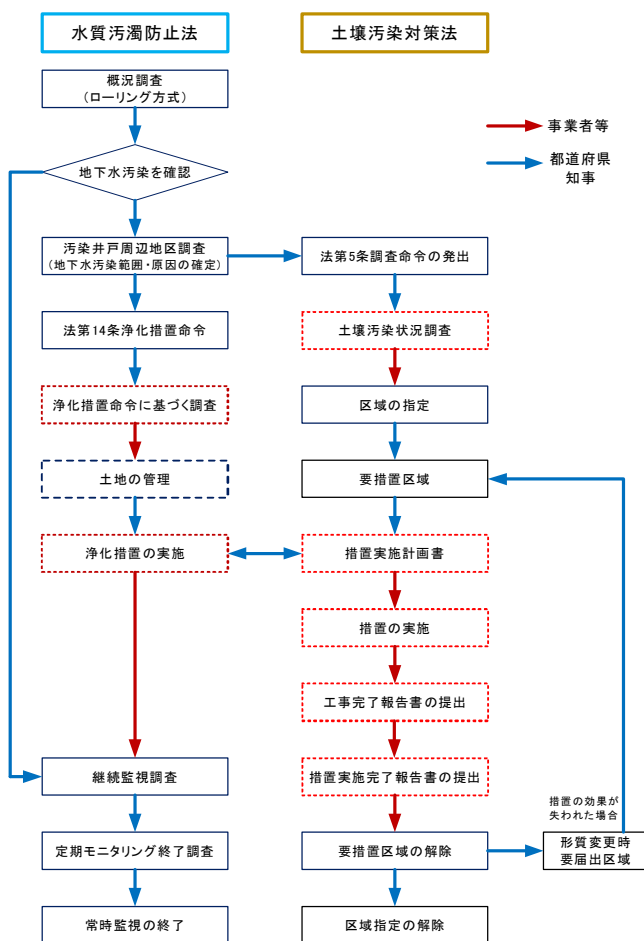 水質汚濁防止法
土壌汚染対策法
概況調査
（ローリング方式）
事業者等
都道府県
知事
地下水汚染を確認
汚染井戸周辺地区調査
（地下水汚染範囲・原因の確定）
法第5条調査命令の発出
法第14条浄化措置命令
土壌汚染状況調査
浄化措置命令に基づく調査
区域の指定
土地の管理
要措置区域
浄化措置の実施
措置実施計画書
措置の実施
工事完了報告書の提出
継続監視調査
措置実施完了報告書の提出
措置の効果が
失われた場合
定期モニタリング終了調査
要措置区域の解除
形質変更時
要届出区域
常時監視の終了
区域指定の解除